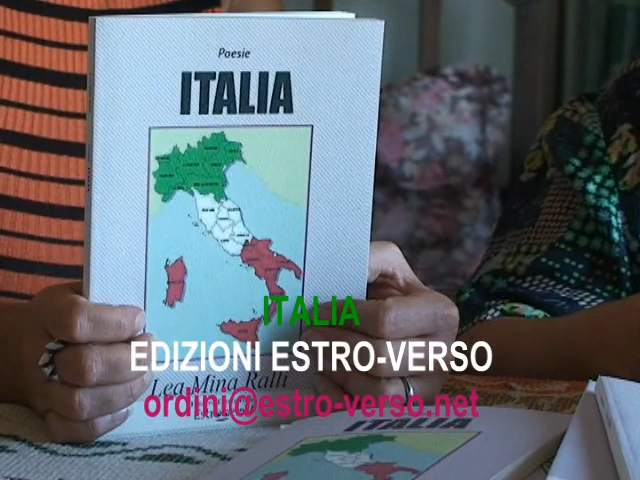 Poesie
ITALIA
ITALIA
EDIZIONI ESTRO-VERSO
Lea Mina Ralli
ordini@estro-verso.net
ITALIA